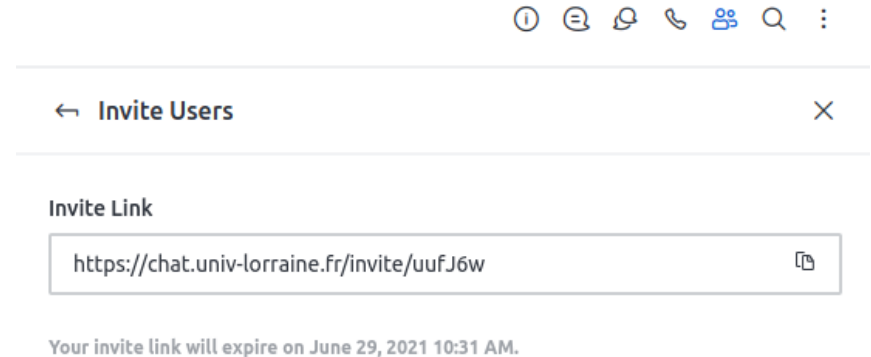 Invite Users
Invite Link
https://chat.univ-lorraine.fr/invite/uufJ6w
Your invite link will expire on June 29, 2021 10:31 AM.